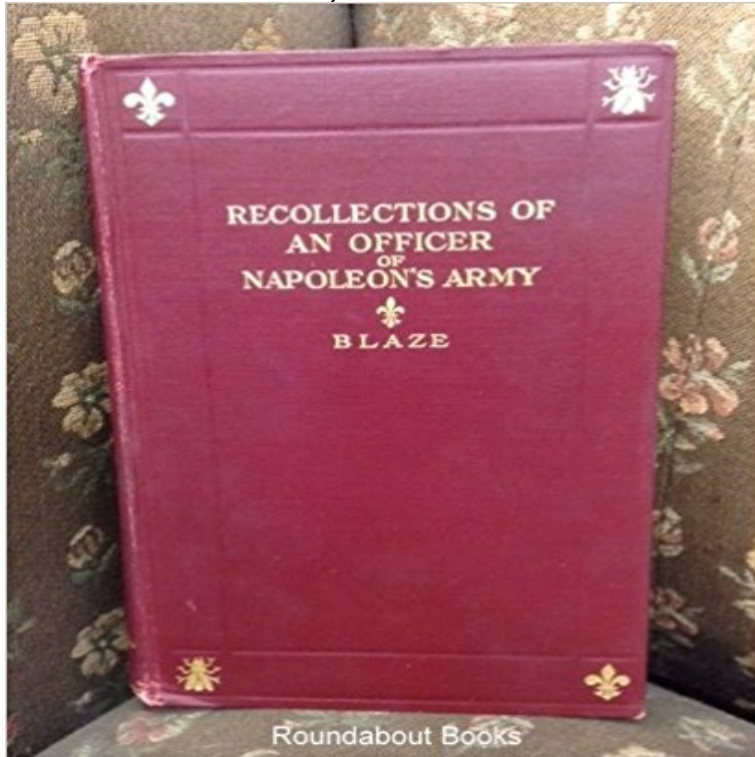 RECOLLECTIONS OF
AN OFFICER
OF
NAPOLEON'S ARMY
BLAZE
Roundabout Books